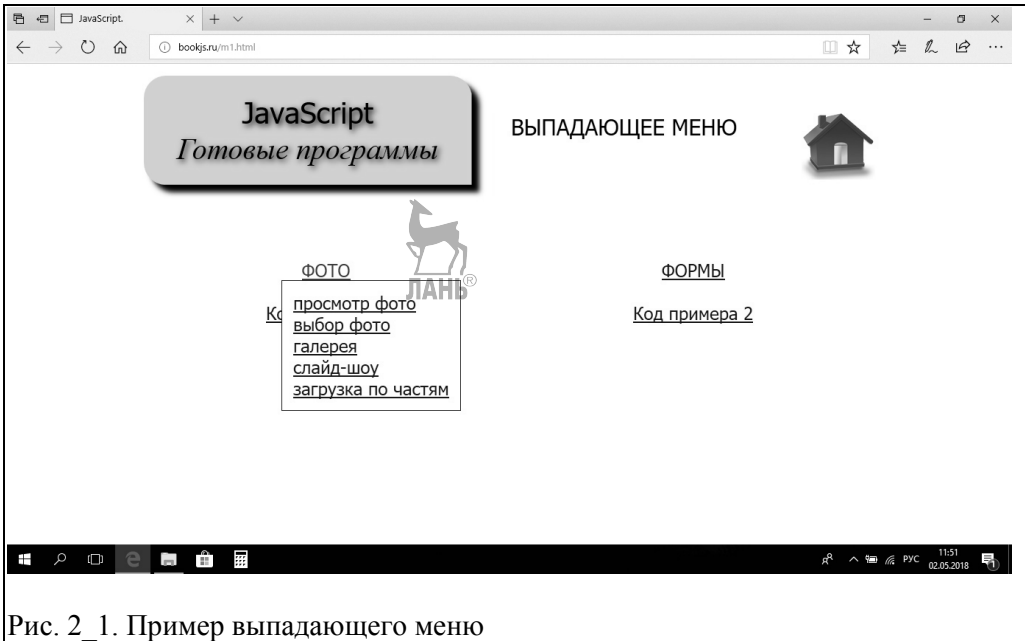 JavaScript.
bookjs.ru/m1.html
JavaScript
Готовые программы
ВЫПАДАЮЩЕЕ МЕНЮ
ЛАНЬ®
ФОТО
ФОРМЫ
Код примера 2
просмотр фото
выбор фото
галерея
слайд-шоу
загрузка по частям
РУС
11:51
02.05.2018
1
Рис. 2_1. Пример выпадающего меню